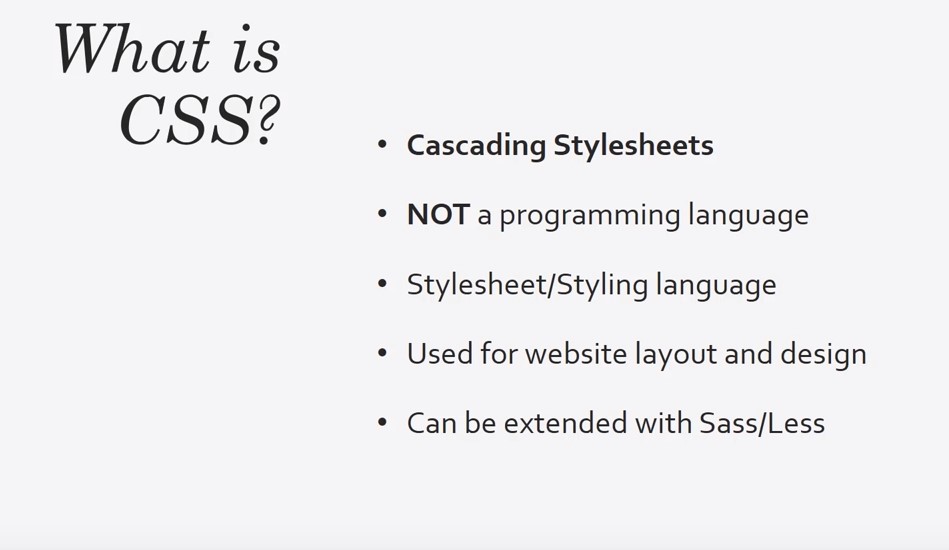 What is
CSS?
• Cascading Stylesheets
• NOT a programming language
• Stylesheet/Styling language
• Used for website layout and design
• Can be extended with Sass/Less